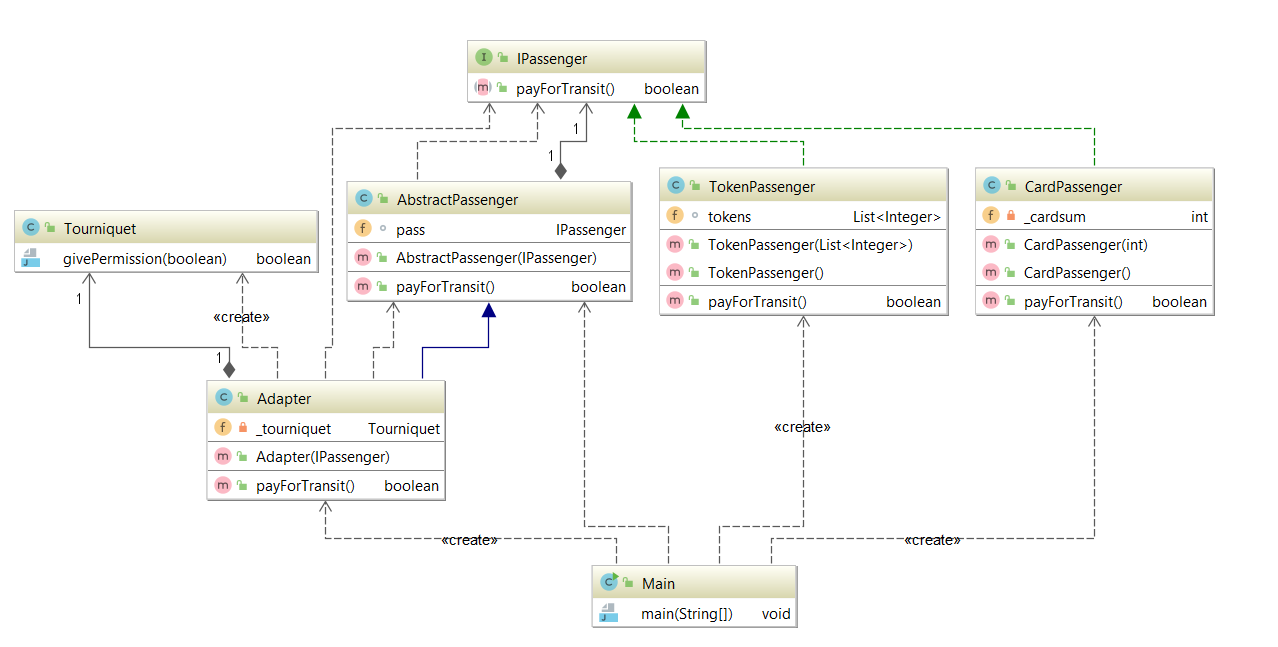 IPassenger
payForTransit() boolean
1
1
AbstractPassenger
pass IPassenger
AbstractPassenger(IPassenger)
payForTransit() boolean
TokenPassenger
tokens List<Integer>
TokenPassenger(List<Integer>)
TokenPassenger()
payForTransit() boolean
CardPassenger
_cardsum int
CardPassenger(int)
CardPassenger()
payForTransit() boolean
Tourniquet
givePermission(boolean) boolean
1
«create»
1
Adapter
_tourniquet Tourniquet
Adapter(IPassenger)
payForTransit() boolean
«create»
«create»
«create»
Main
main(String[]) void